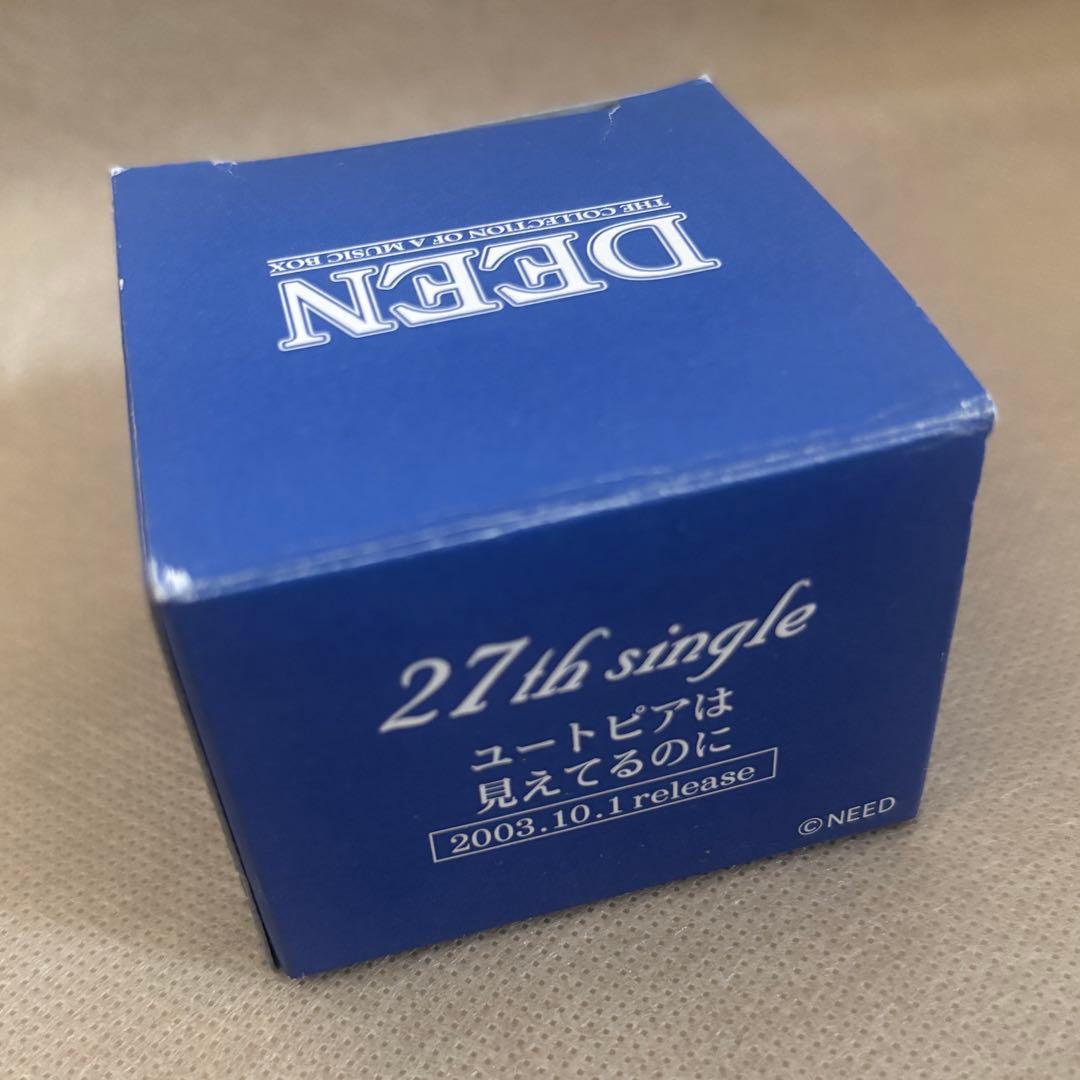 DEEN
THE COLLECTION OF A MUSIC BOX
27th single
ユートピアは
見えてるのに
2003.10.1 release
©NEED